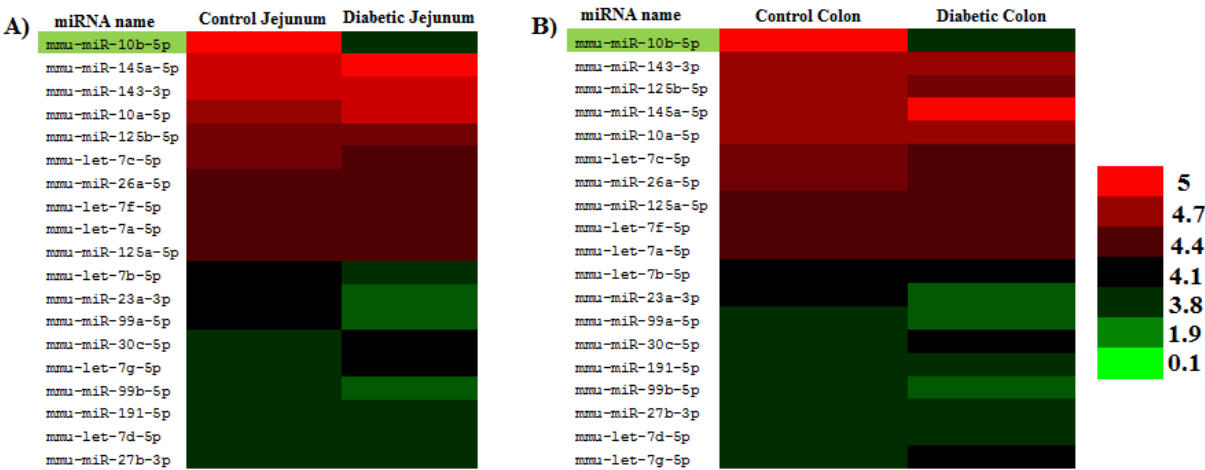 A)
miRNA name Control Jejunum Diabetic Jejunum
mmu-miR-10b-5p
mmu-miR-145a-5p
mmu-miR-143-3p
mmu-miR-10a-5p
mmu-miR-125b-5p
mmu-let-7c-5p
mmu-miR-26a-5p
mmu-let-7f-5p
mmu-let-7a-5p
mmu-miR-125a-5p
mmu-let-7b-5p
mmu-miR-23a-3p
mmu-miR-99a-5p
mmu-miR-30c-5p
mmu-let-7g-5p
mmu-miR-99b-5p
mmu-miR-191-5p
mmu-let-7d-5p
mmu-miR-27b-3p
B)
miRNA name Control Colon Diabetic Colon
mmu-miR-10b-5p
mmu-miR-143-3p
mmu-miR-125b-5p
mmu-miR-145a-5p
mmu-miR-10a-5p
mmu-let-7c-5p
mmu-miR-26a-5p
mmu-miR-125a-5p
mmu-let-7f-5p
mmu-let-7a-5p
mmu-let-7b-5p
mmu-miR-23a-3p
mmu-miR-99a-5p
mmu-miR-30c-5p
mmu-miR-191-5p
mmu-miR-99b-5p
mmu-miR-27b-3p
mmu-let-7d-5p
mmu-let-7g-5p
5
4.7
4.4
4.1
3.8
1.9
0.1